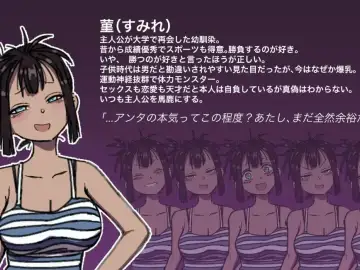 菫(すみれ)
主人公が大学で再会した幼馴染。
昔から成績優秀でスポーツも得意。勝負するのが好き。
いや、 勝つのが好きと言ったほうが正しい。
子供時代は男だと勘違いされやすい見た目だったが、今はなぜか爆乳。
運動神経抜群で体力モンスター。
セックスも恋愛も天才だと本人は自負しているが真偽はわからない。
いつも主人公を馬鹿にする。
「…アンタの本気ってこの程度?あたし、まだ全然余裕だ